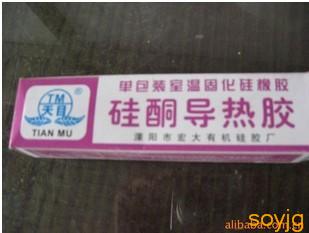 单包装室温固化硅橡胶
TM
天目
TIAN MU
硅酮导热胶
溧阳市宏大有机硅胶厂
soyjg
alibaba.com.cn